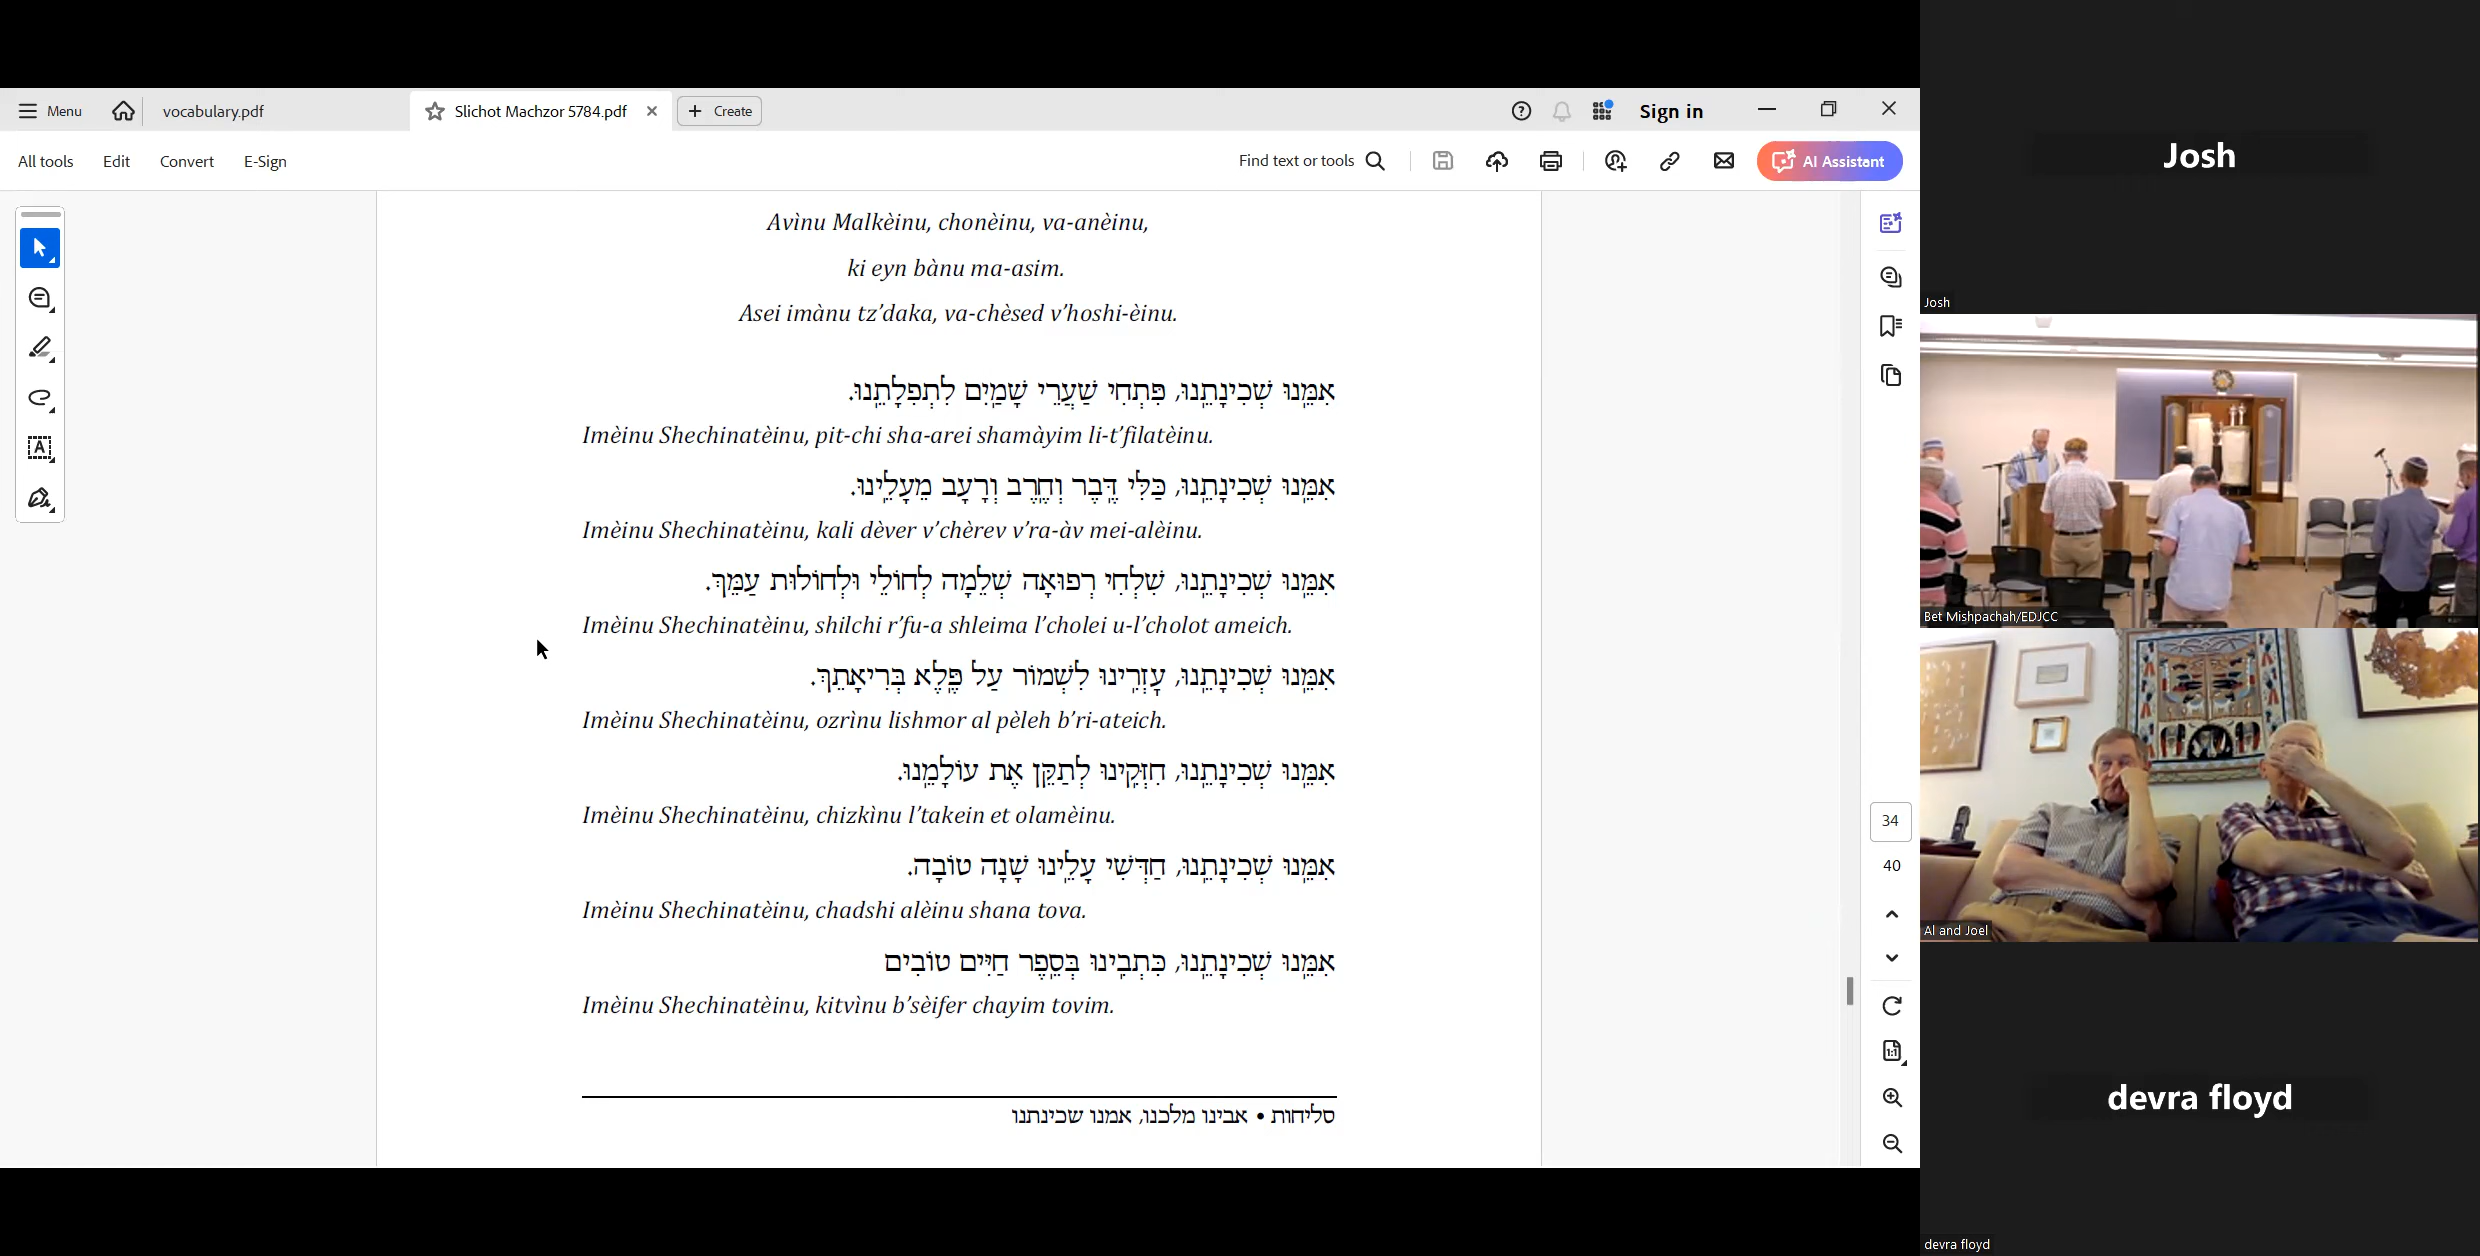 Menu
vocabulary.pdf
Slichot Machzor 5784.pdf
Create
Sign in
All tools
Edit
Convert
E-Sign
Find text or tools
AI Assistant
Avìnu Malkèinu, chonèinu, va-anèinu,
ki eyn bànu ma-asim.
Asei imànu tz’daka, va-chèsed v’hoshi-èinu.
אִמֵּנוּ שְׁכִינָתֵנוּ, פִּתְחִי שַׁעֲרֵי שָׁמַיִם לִתְפִלָתֵנוּ.
Imèinu Shechinatèinu, pit-chi sha-arei shamàyim li-t’filatèinu.
אִמֵּנוּ שְׁכִינָתֵנוּ, כַּלִּי דֶּבֶר וְחֶרֶב וְרָעָב מֵעָלֵינוּ.
Imèinu Shechinatèinu, kali dèver v’chèrev v’ra-àv mei-alèinu.
אִמֵּנוּ שְׁכִינָתֵנוּ, שִׁלְחִי רְפוּאָה שְׁלֵמָה לְחוֹלֵי וּלְחוֹלוֹת עַמֵּךְ.
Imèinu Shechinatèinu, shilchi r’fu-a shleima l’cholei u-l’cholot ameich.
אִמֵּנוּ שְׁכִינָתֵנוּ, עָזְרִינוּ לִשְׁמוֹר עַל פֶּלֶא בְּרִיאָתֵךְ.
Imèinu Shechinatèinu, ozrìnu lishmor al pèleh b’ri-ateich.
אִמֵּנוּ שְׁכִינָתֵנוּ, חִזְּקִינוּ לְתַקֵּן אֶת עוֹלָמֵנוּ.
Imèinu Shechinatèinu, chizkìnu l’takein et olamèinu.
אִמֵּנוּ שְׁכִינָתֵנוּ, חַדְּשִׁי עָלֵינוּ שָׁנָה טוֹבָה.
Imèinu Shechinatèinu, chadshi alèinu shana tova.
אִמֵּנוּ שְׁכִינָתֵנוּ, כִּתְבִינוּ בְּסֵפֶר חַיִּים טוֹבִים
Imèinu Shechinatèinu, kitvìnu b’sèifer chayim tovim.
סליחות • אבינו מלכנו, אמנו שכינתנו
34
40
Josh
Josh
Bet Mishpachah/EDJCC
Al and Joel
devra floyd
devra floyd